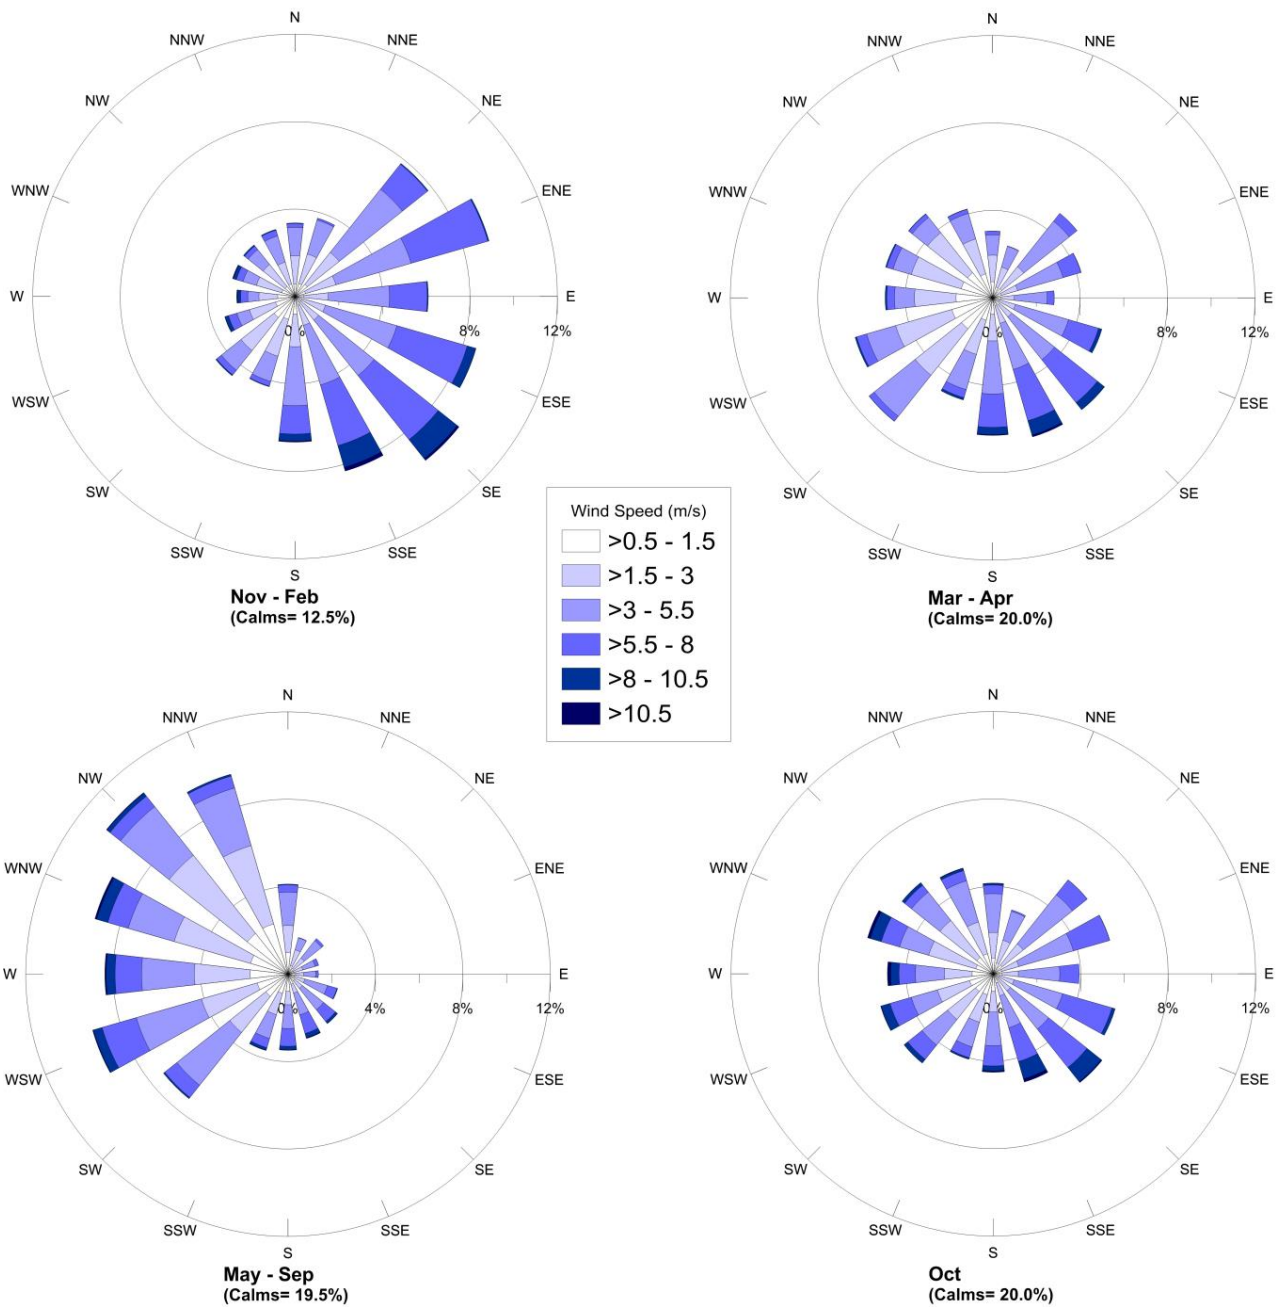 N
NNW
NNE
NW
NE
WNW
ENE
W
0%
8%
12%
E
WSW
ESE
SW
SE
SSW
SSE
S
Nov - Feb
(Calms= 12.5%)
N
NNW
NNE
NW
NE
WNW
ENE
W
0%
8%
12%
E
WSW
ESE
SW
SE
SSW
SSE
S
Mar - Apr
(Calms= 20.0%)
Wind Speed (m/s)
>0.5 - 1.5
>1.5 - 3
>3 - 5.5
>5.5 - 8
>8 - 10.5
>10.5
N
NNW
NNE
NW
NE
WNW
ENE
W
0%
4%
8%
12%
E
WSW
ESE
SW
SE
SSW
SSE
S
May - Sep
(Calms= 19.5%)
N
NNW
NNE
NW
NE
WNW
ENE
W
0%
8%
12%
E
WSW
ESE
SW
SE
SSW
SSE
S
Oct
(Calms= 20.0%)